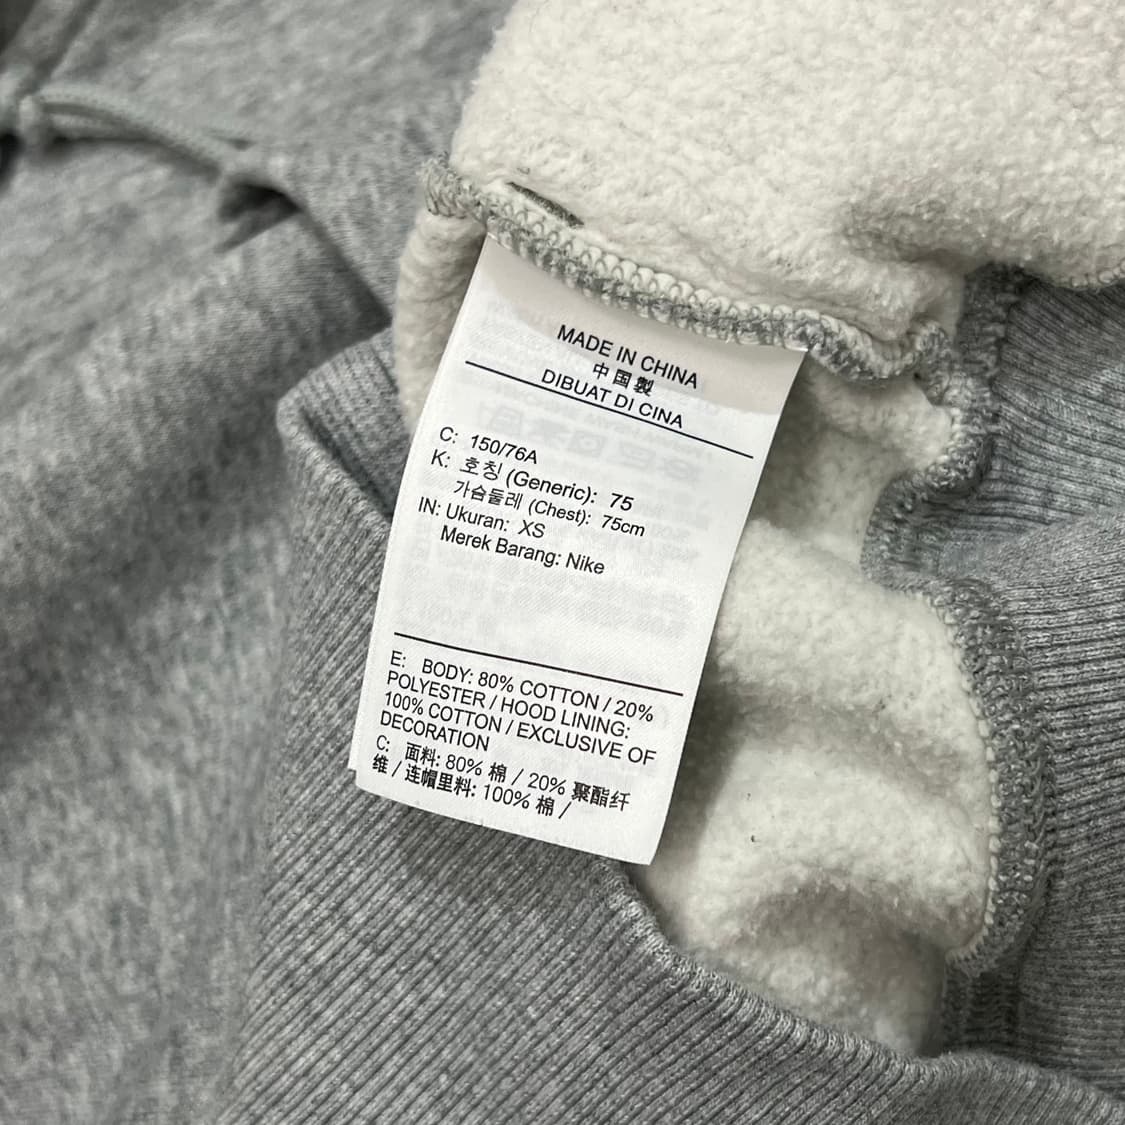 MADE IN CHINA
中国製
DIBUAT DI CINA
C: 150/76A
K: 호칭 (Generic): 75
가슴둘레 (Chest): 75cm
IN: Ukuran: XS
Merek Barang: Nike
E: BODY: 80% COTTON / 20%
POLYESTER / HOOD LINING:
100% COTTON / EXCLUSIVE OF
DECORATION
C: 面料: 80% 棉 / 20% 聚酯纤
维 / 连帽里料: 100% 棉 /